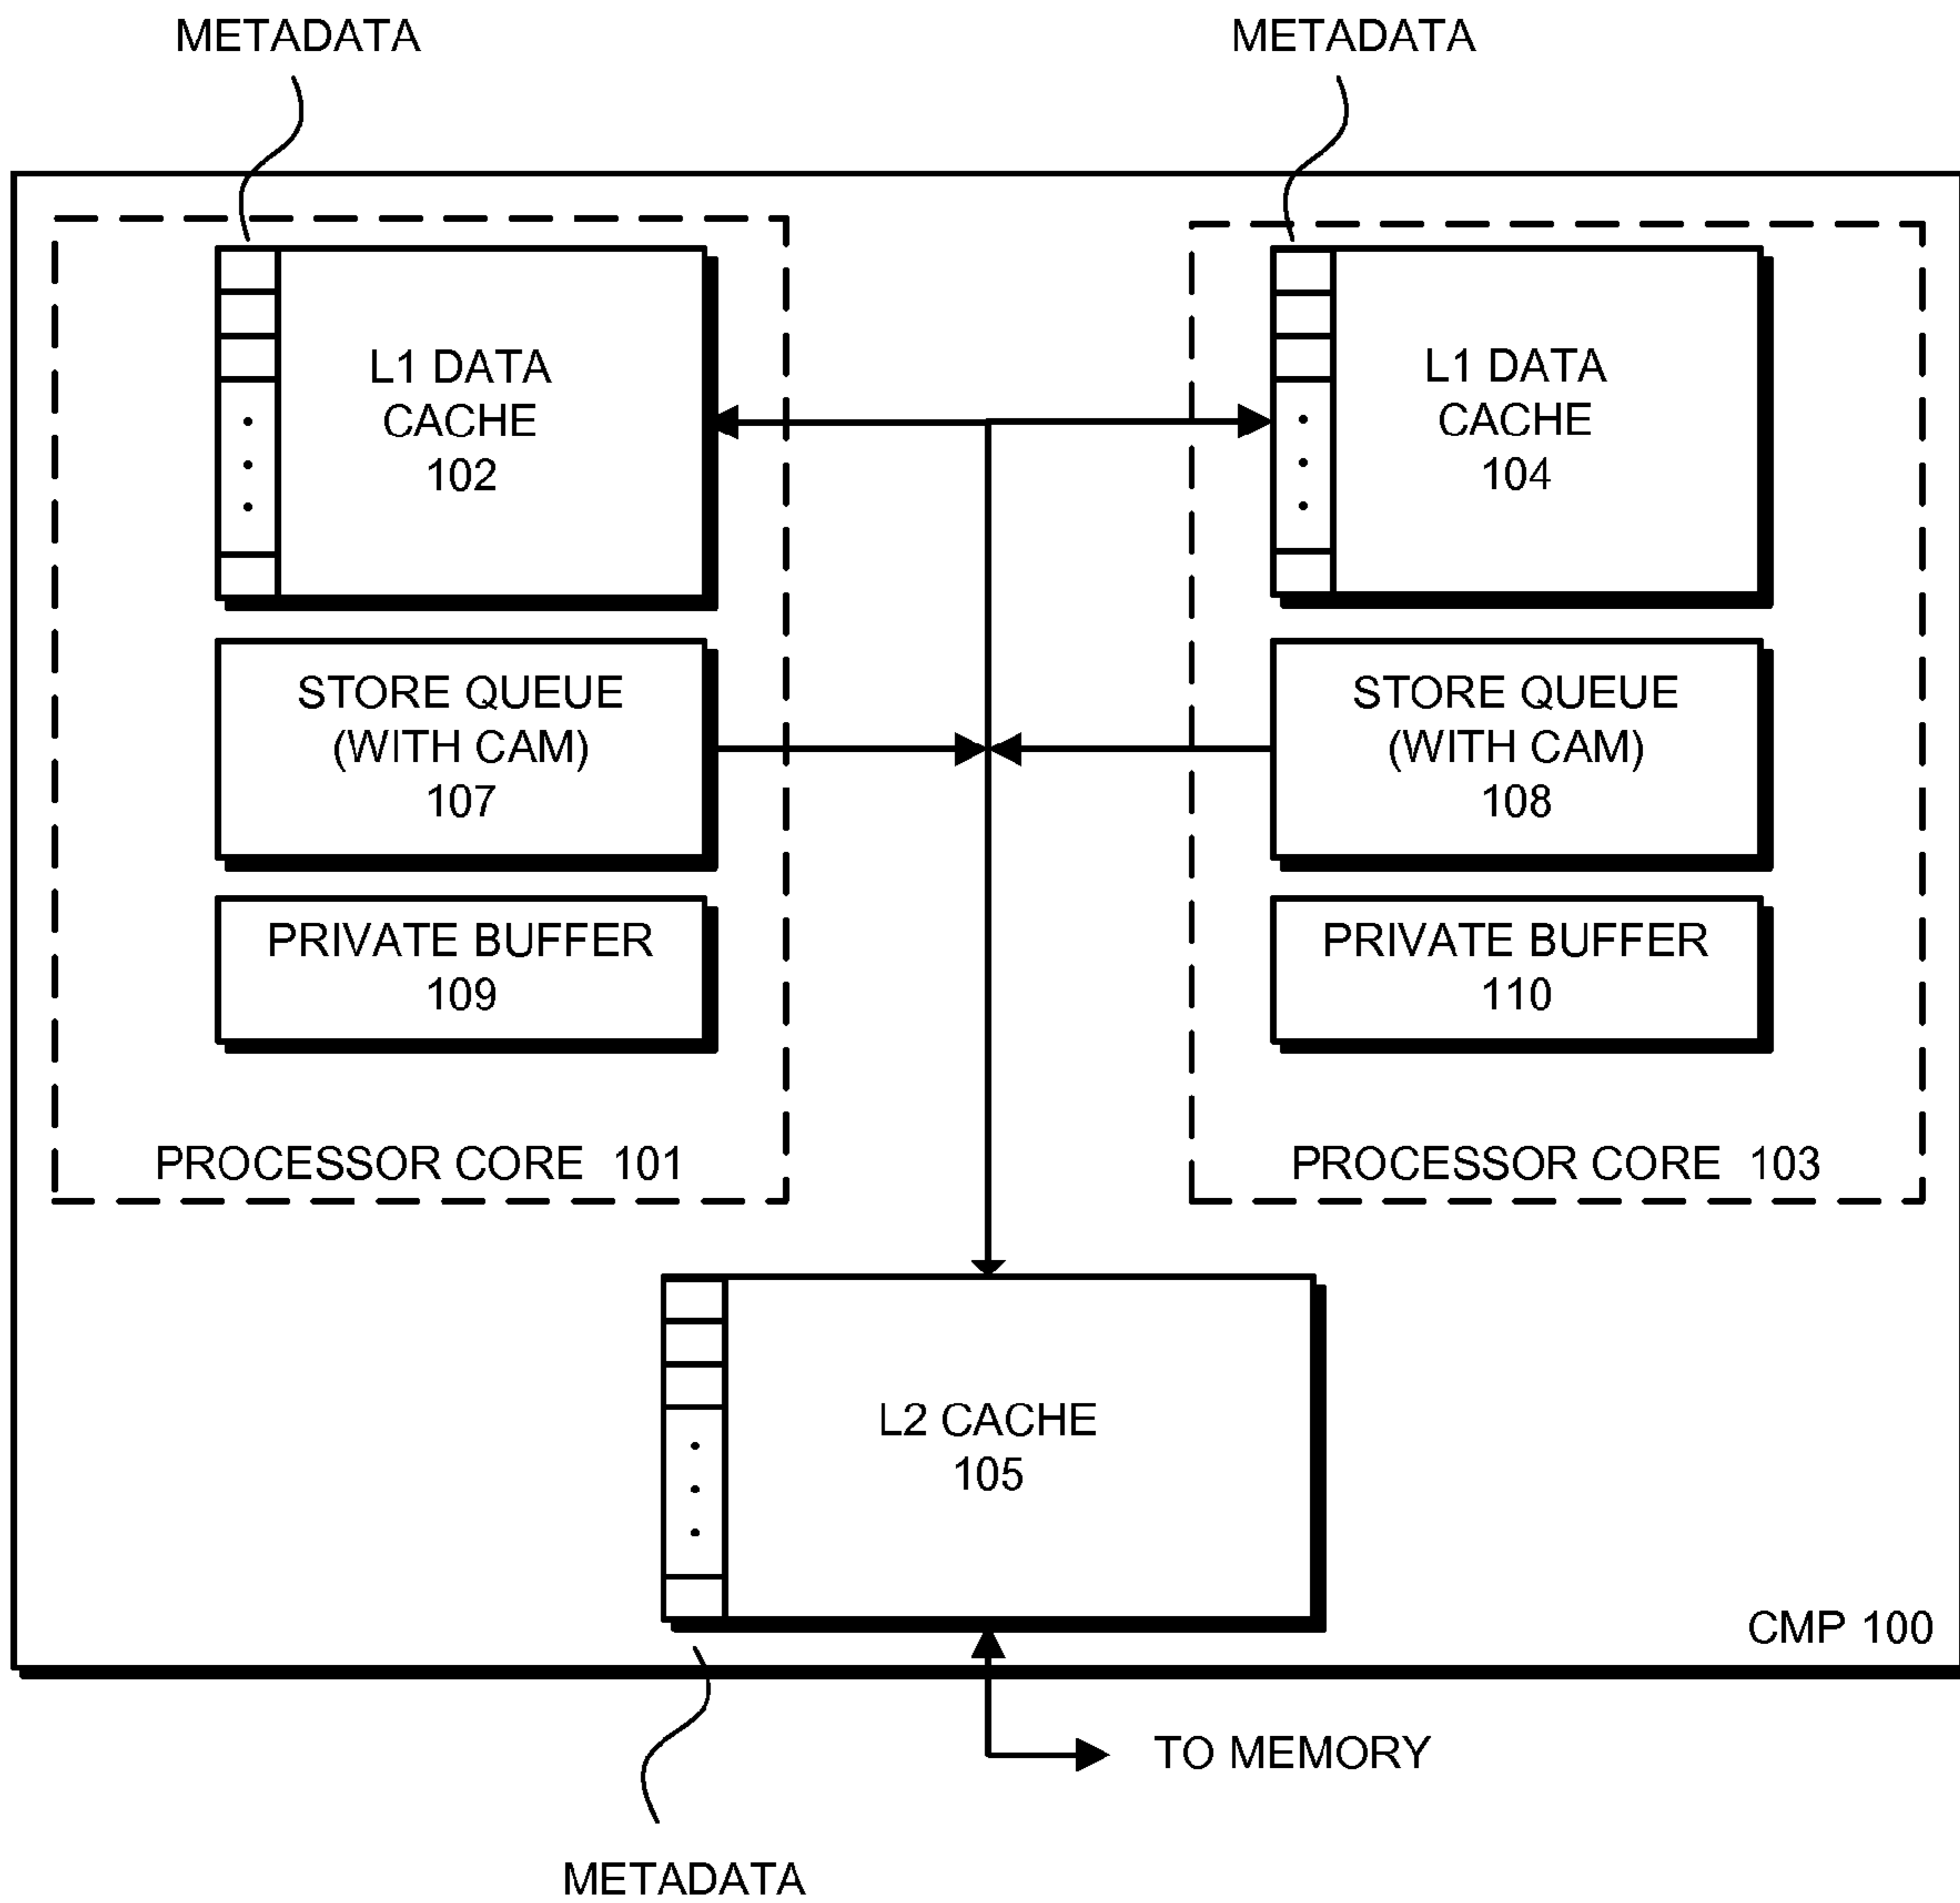 METADATA
METADATA
L1 DATA
CACHE
102
L1 DATA
CACHE
104
STORE QUEUE
(WITH CAM)
107
STORE QUEUE
(WITH CAM)
108
PRIVATE BUFFER
109
PRIVATE BUFFER
110
PROCESSOR CORE 101
PROCESSOR CORE 103
L2 CACHE
105
CMP 100
TO MEMORY
METADATA